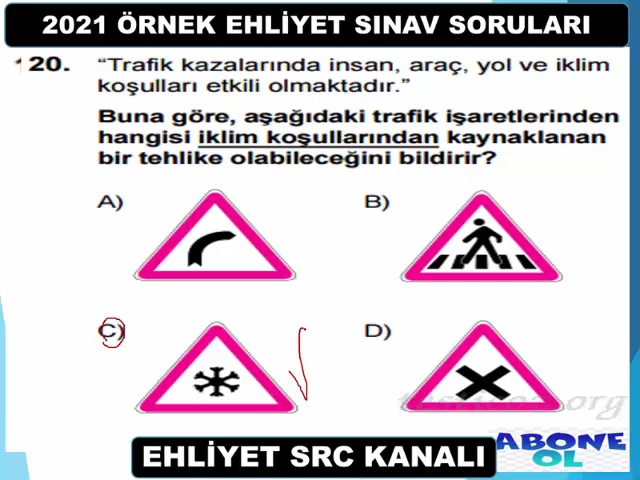 2021 ÖRNEK EHLİYET SINAV SORULARI
120. “Trafik kazalarında insan, araç, yol ve iklim
koşulları etkili olmaktadır.”
Buna göre, aşağıdaki trafik işaretlerinden
hangisi iklim koşullarından kaynaklanan
bir tehlike olabileceğini bildirir?
A)
B)
C)
D)
EHLİYET SRC KANALI
ABONE
OL